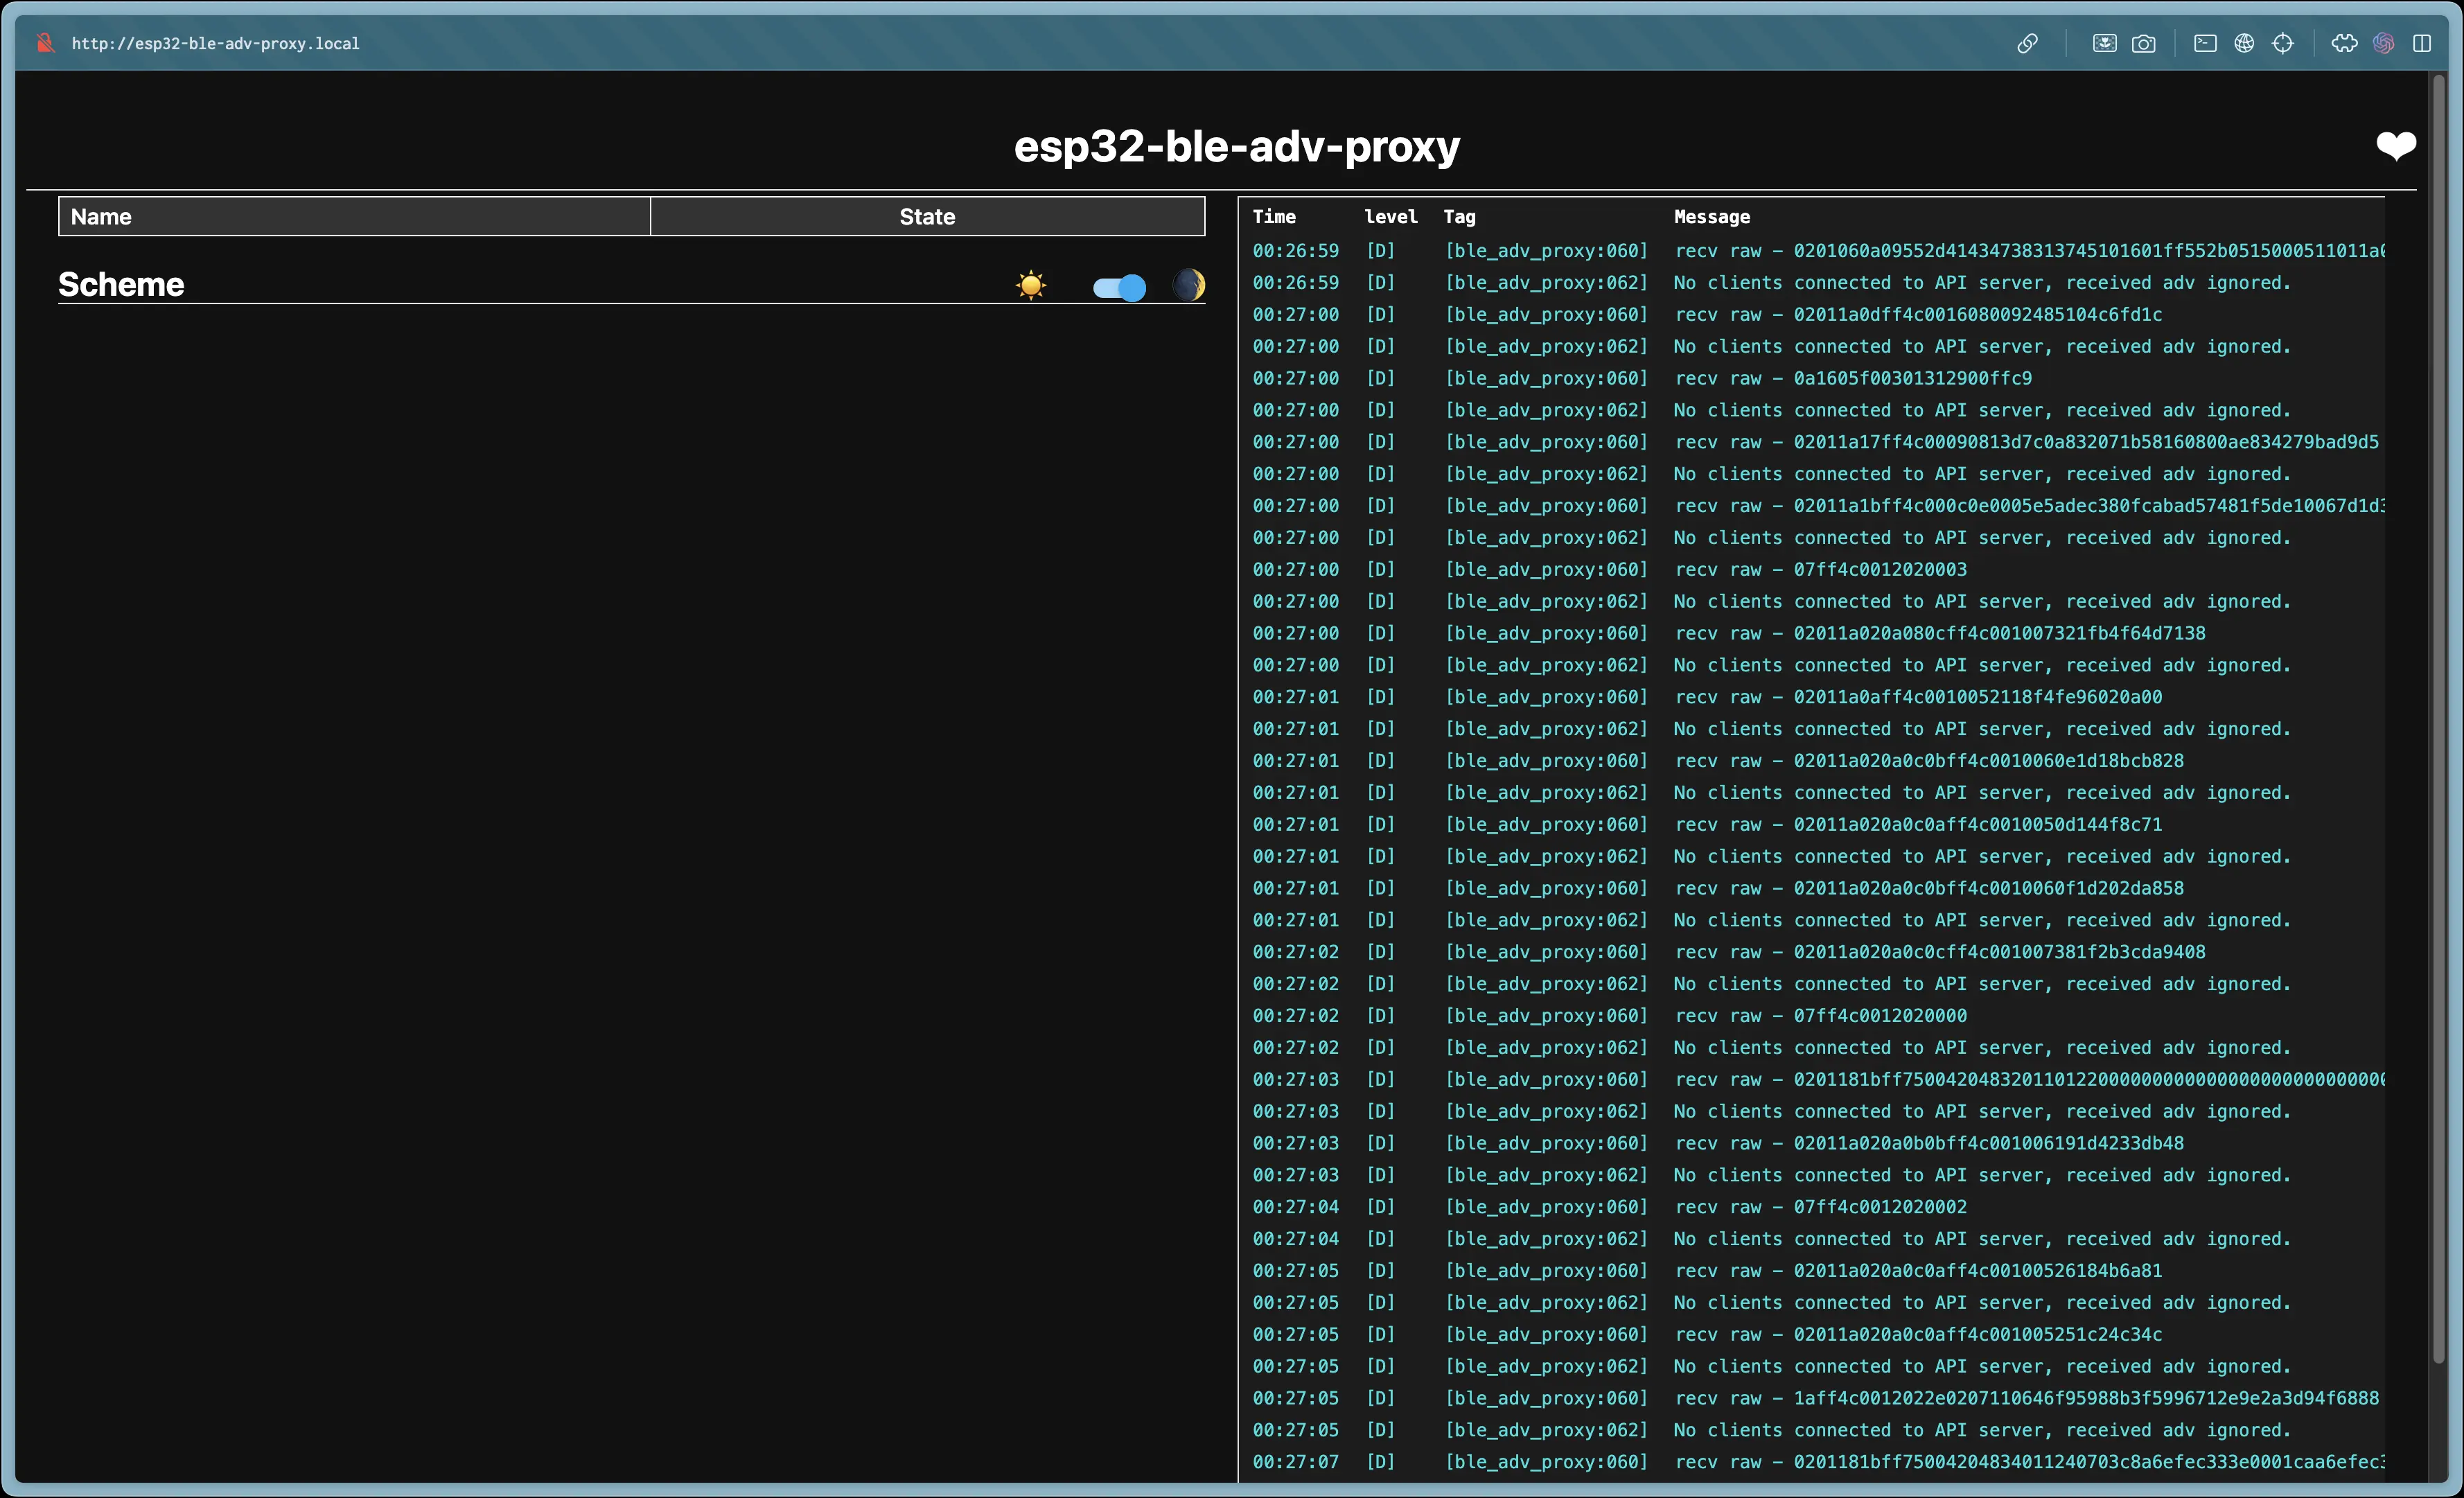 http://esp32-ble-adv-proxy.local
esp32-ble-adv-proxy
Name State
Scheme
Time level Tag Message
00:26:59 [D] [ble_adv_proxy:060] recv raw - 0201060a09552d41434738313745101601ff552b0515000511011a0
00:26:59 [D] [ble_adv_proxy:062] No clients connected to API server, received adv ignored.
00:27:00 [D] [ble_adv_proxy:060] recv raw - 02011a0dff4c0016080092485104c6fd1c
00:27:00 [D] [ble_adv_proxy:062] No clients connected to API server, received adv ignored.
00:27:00 [D] [ble_adv_proxy:060] recv raw - 0a1605f00301312900ffc9
00:27:00 [D] [ble_adv_proxy:062] No clients connected to API server, received adv ignored.
00:27:00 [D] [ble_adv_proxy:060] recv raw - 02011a17ff4c00090813d7c0a832071b58160800ae834279bad9d5
00:27:00 [D] [ble_adv_proxy:062] No clients connected to API server, received adv ignored.
00:27:00 [D] [ble_adv_proxy:060] recv raw - 02011a1bff4c000c0e0005e5adec380fcabad57481f5de10067d1d3
00:27:00 [D] [ble_adv_proxy:062] No clients connected to API server, received adv ignored.
00:27:00 [D] [ble_adv_proxy:060] recv raw - 07ff4c0012020003
00:27:00 [D] [ble_adv_proxy:062] No clients connected to API server, received adv ignored.
00:27:00 [D] [ble_adv_proxy:060] recv raw - 02011a020a080cff4c001007321fb4f64d7138
00:27:00 [D] [ble_adv_proxy:062] No clients connected to API server, received adv ignored.
00:27:01 [D] [ble_adv_proxy:060] recv raw - 02011a0aff4c0010052118f4fe96020a00
00:27:01 [D] [ble_adv_proxy:062] No clients connected to API server, received adv ignored.
00:27:01 [D] [ble_adv_proxy:060] recv raw - 02011a020a0c0bff4c0010060e1d18bcb828
00:27:01 [D] [ble_adv_proxy:062] No clients connected to API server, received adv ignored.
00:27:01 [D] [ble_adv_proxy:060] recv raw - 02011a020a0c0aff4c0010050d144f8c71
00:27:01 [D] [ble_adv_proxy:062] No clients connected to API server, received adv ignored.
00:27:01 [D] [ble_adv_proxy:060] recv raw - 02011a020a0c0bff4c0010060f1d202da858
00:27:01 [D] [ble_adv_proxy:062] No clients connected to API server, received adv ignored.
00:27:02 [D] [ble_adv_proxy:060] recv raw - 02011a020a0c0cff4c001007381f2b3cda9408
00:27:02 [D] [ble_adv_proxy:062] No clients connected to API server, received adv ignored.
00:27:02 [D] [ble_adv_proxy:060] recv raw - 07ff4c0012020000
00:27:02 [D] [ble_adv_proxy:062] No clients connected to API server, received adv ignored.
00:27:03 [D] [ble_adv_proxy:060] recv raw - 0201181bff75004204832011012200000000000000000000000000
00:27:03 [D] [ble_adv_proxy:062] No clients connected to API server, received adv ignored.
00:27:03 [D] [ble_adv_proxy:060] recv raw - 02011a020a0b0bff4c001006191d4233db48
00:27:03 [D] [ble_adv_proxy:062] No clients connected to API server, received adv ignored.
00:27:04 [D] [ble_adv_proxy:060] recv raw - 07ff4c0012020002
00:27:04 [D] [ble_adv_proxy:062] No clients connected to API server, received adv ignored.
00:27:05 [D] [ble_adv_proxy:060] recv raw - 02011a020a0c0aff4c00100526184b6a81
00:27:05 [D] [ble_adv_proxy:062] No clients connected to API server, received adv ignored.
00:27:05 [D] [ble_adv_proxy:060] recv raw - 02011a020a0c0aff4c001005251c24c34c
00:27:05 [D] [ble_adv_proxy:062] No clients connected to API server, received adv ignored.
00:27:05 [D] [ble_adv_proxy:060] recv raw - 1aff4c0012022e0207110646f95988b3f5996712e9e2a3d94f6888
00:27:05 [D] [ble_adv_proxy:062] No clients connected to API server, received adv ignored.
00:27:07 [D] [ble_adv_proxy:060] recv raw - 0201181bff75004204834011240703c8a6efec333e0001caa6efec3